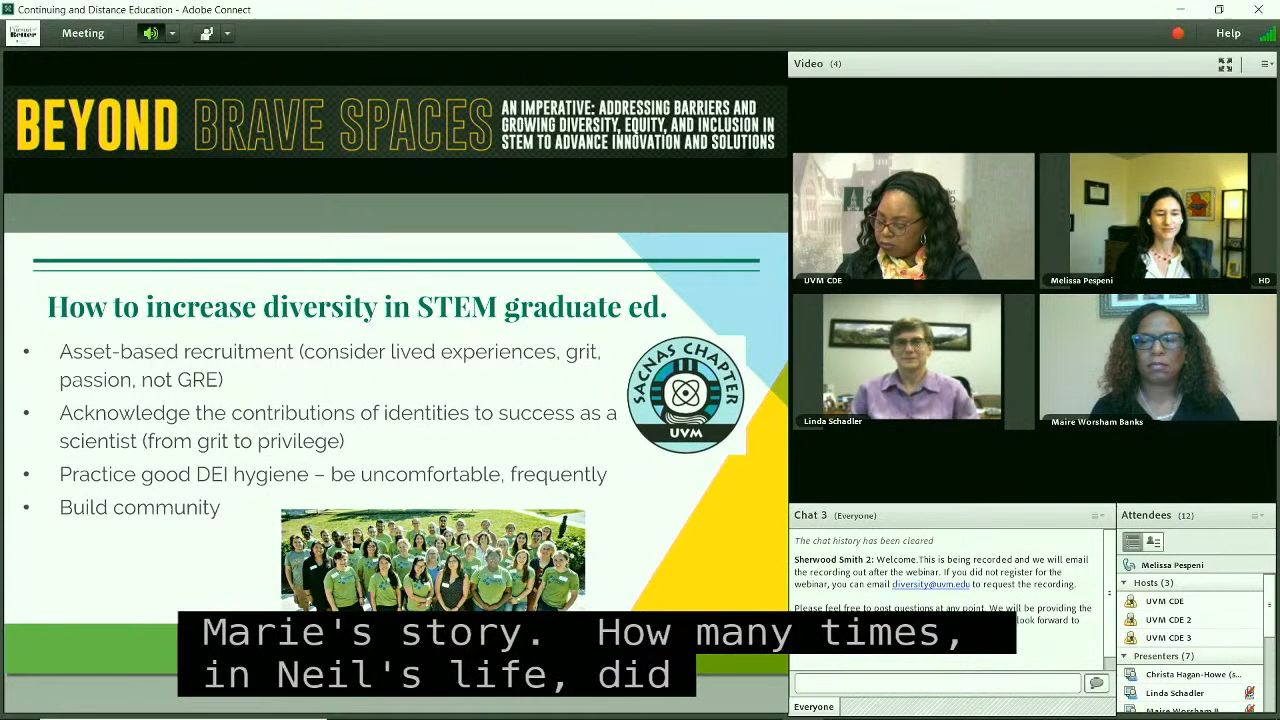 Continuing and Distance Education - Adobe Connect
Pursuit of
Better
Meeting
Help
BEYOND BRAVE SPACES
AN IMPERATIVE: ADDRESSING BARRIERS AND
GROWING DIVERSITY, EQUITY, AND INCLUSION IN
STEM TO ADVANCE INNOVATION AND SOLUTIONS
How to increase diversity in STEM graduate ed.
• Asset-based recruitment (consider lived experiences, grit,
passion, not GRE)
• Acknowledge the contributions of identities to success as a
scientist (from grit to privilege)
• Practice good DEI hygiene – be uncomfortable, frequently
• Build community
SACNAS CHAPTER
UVM
Marie's story. How many times,
in Neil's life, did
Video (4)
UVM CDE
Melissa Pespeni
HD
Linda Schadler
Maire Worsham Banks
Chat 3 (Everyone)
The chat history has been cleared
Sherwood Smith 2: Welcome.This is being recorded and we will email
the recording out after the webinar. If you did not register for the
webinar, you can email diversity@uvm.edu to request the recording.
Please feel free to post questions at any point. We will be providing the
look forward to
Everyone
Attendees (12)
Melissa Pespeni
Hosts (3)
UVM CDE
UVM CDE 2
UVM CDE 3
Presenters (7)
Christa Hagan-Howe (s...
Linda Schadler
Maire Worsham B